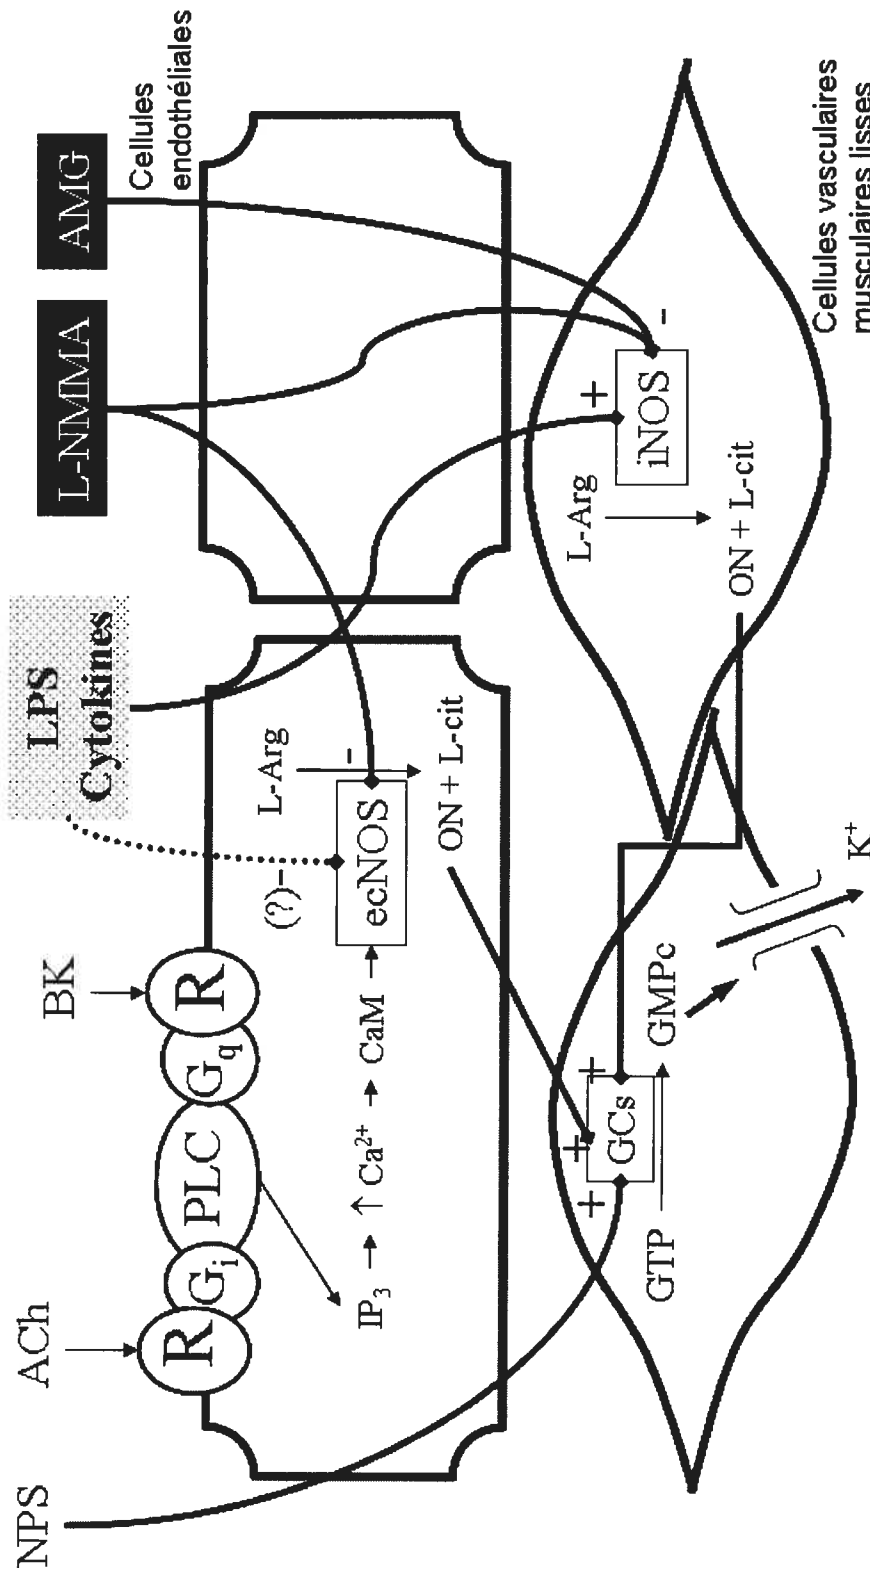 NPS
ACh
BK
LPS
Cytokines
L-NMMA
AMG
Cellules
endothéliales
R
Gi
PLC
Gq
R
(?)-
L-Arg
-
IP3 → ↑ Ca2+ → CaM →
ecNOS
ON + L-cit
+
+
+
GCs
GTP
GMPc
K+
L-Arg
+
iNOS
-
ON + L-cit
Cellules vasculaires
musculaires lisses